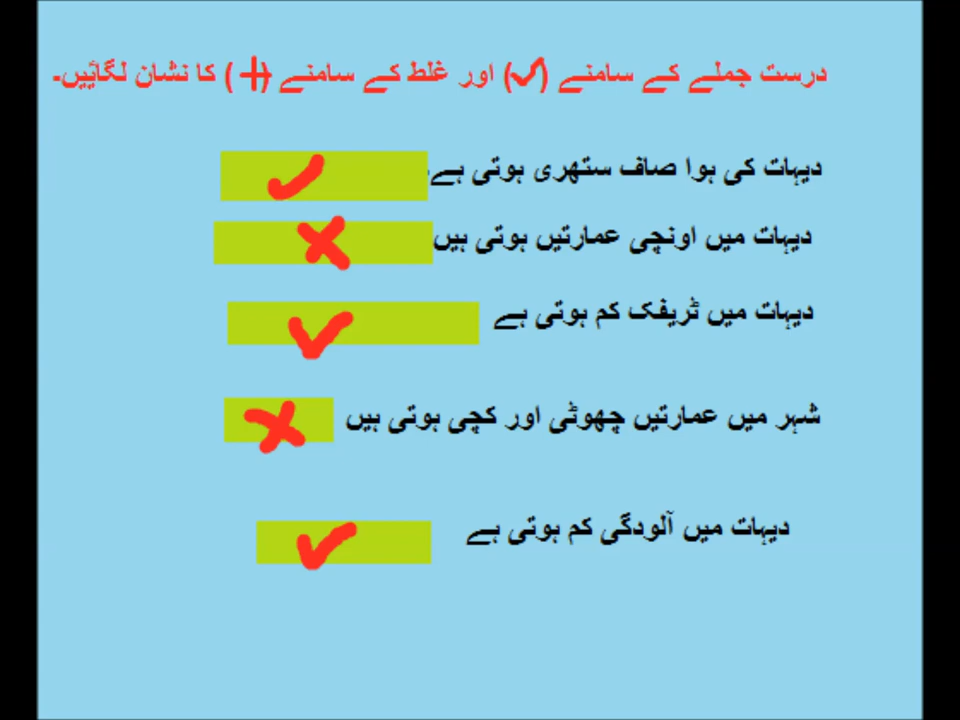 درست جملے کے سامنے (✓) اور غلط کے سامنے (+) کا نشان لگائیں۔
دیہات کی ہوا صاف ستھری ہوتی ہے۔ ✓
دیہات میں اونچی عمارتیں ہوتی ہیں ✗
دیہات میں ٹریفک کم ہوتی ہے ✓
شہر میں عمارتیں چھوٹی اور کچی ہوتی ہیں ✗
دیہات میں آلودگی کم ہوتی ہے ✓